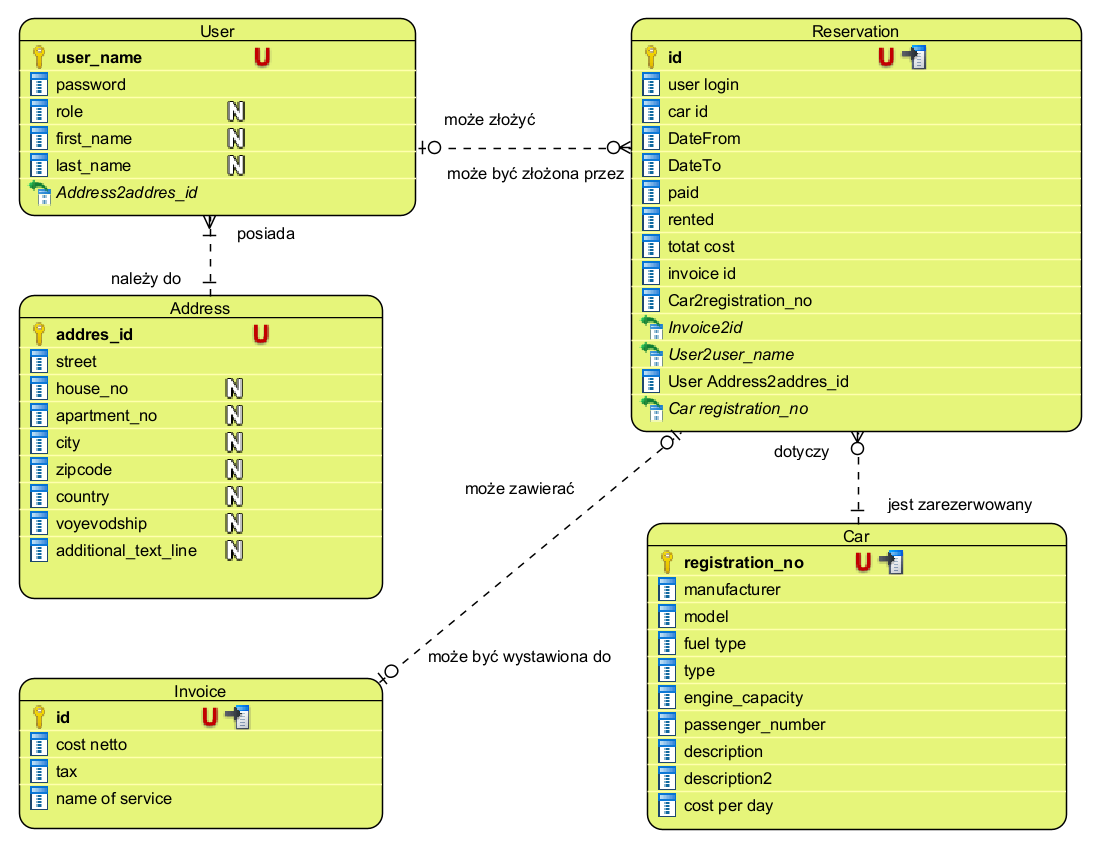 User
user_name U
password
role N
first_name N
last_name N
Address2addres_id
może złożyć
może być złożona przez
Reservation
id U
user login
car id
DateFrom
DateTo
paid
rented
totat cost
invoice id
Car2registration_no
Invoice2id
User2user_name
User Address2addres_id
Car registration_no
posiada
należy do
Address
addres_id U
street
house_no N
apartment_no N
city N
zipcode N
country N
voyevodship N
additional_text_line N
dotyczy
jest zarezerwowany
może zawierać
może być wystawiona do
Car
registration_no U
manufacturer
model
fuel type
type
engine_capacity
passenger_number
description
description2
cost per day
Invoice
id U
cost netto
tax
name of service